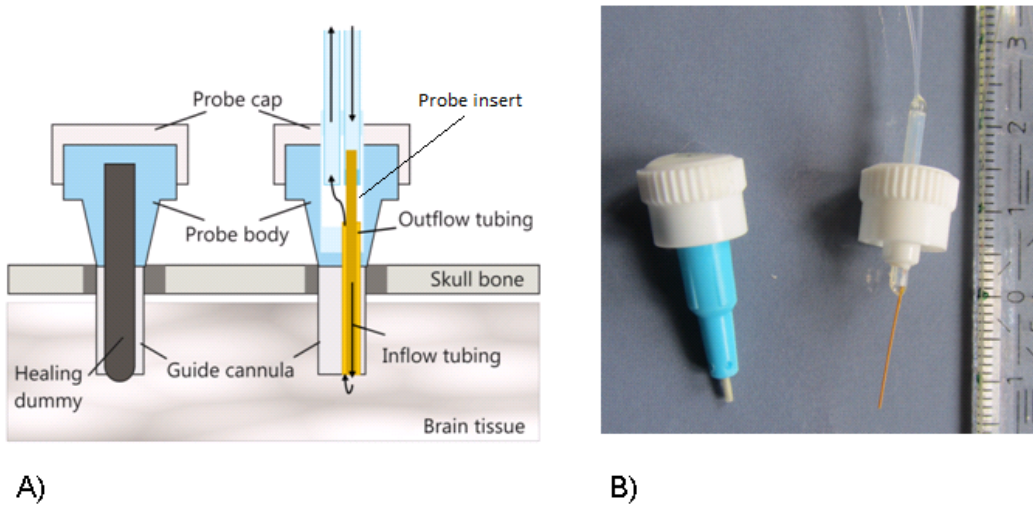 Probe cap
Probe insert
Outflow tubing
Probe body
Skull bone
Healing
dummy
Guide cannula
Inflow tubing
Brain tissue
3
2
1
0
1
A)
B)